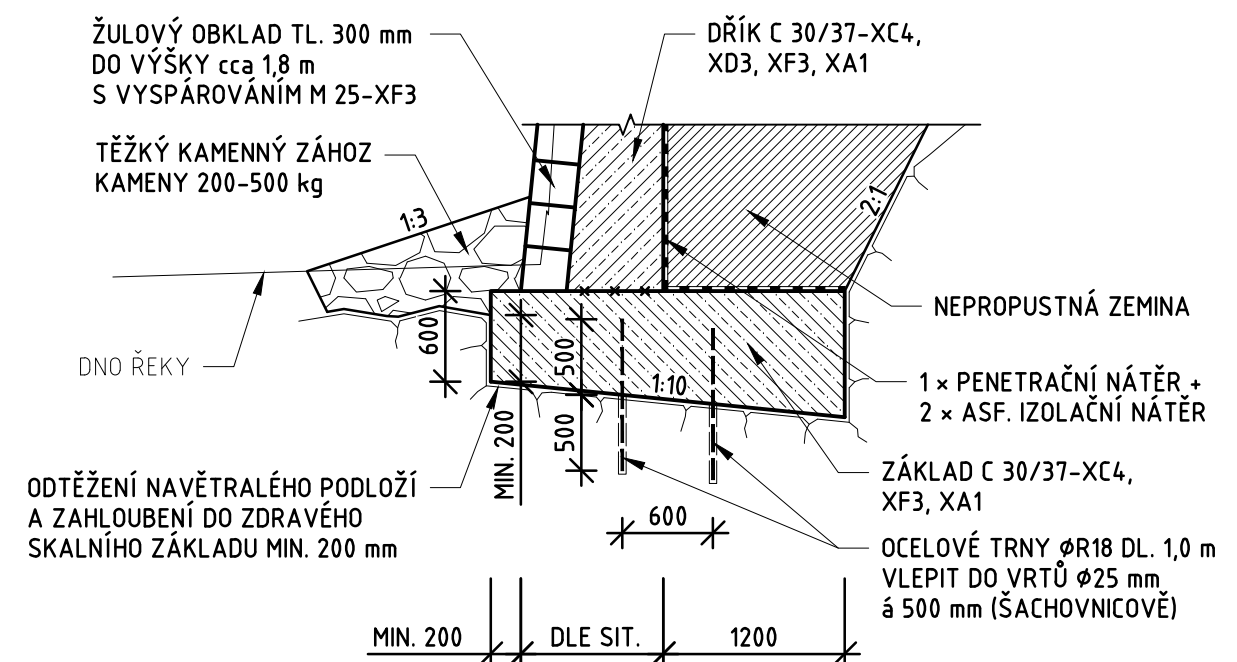 ŽULOVÝ OBKLAD TL. 300 mm
DO VÝŠKY cca 1,8 m
S VYSPÁROVÁNÍM M 25-XF3
DŘÍK C 30/37-XC4,
XD3, XF3, XA1
TĚŽKÝ KAMENNÝ ZÁHOZ
KAMENY 200-500 kg
1:3
2:1
NEPROPUSTNÁ ZEMINA
DNO ŘEKY
600
500
1:10
1 × PENETRAČNÍ NÁTĚR +
2 × ASF. IZOLAČNÍ NÁTĚR
MIN. 200
500
ZÁKLAD C 30/37-XC4,
XF3, XA1
ODTĚŽENÍ NAVĚTRALÉHO PODLOŽÍ
A ZAHLOUBENÍ DO ZDRAVÉHO
SKALNÍHO ZÁKLADU MIN. 200 mm
600
OCELOVÉ TRNY ØR18 DL. 1,0 m
VLEPIT DO VRTŮ Ø25 mm
á 500 mm (ŠACHOVNICOVĚ)
MIN. 200
DLE SIT.
1200